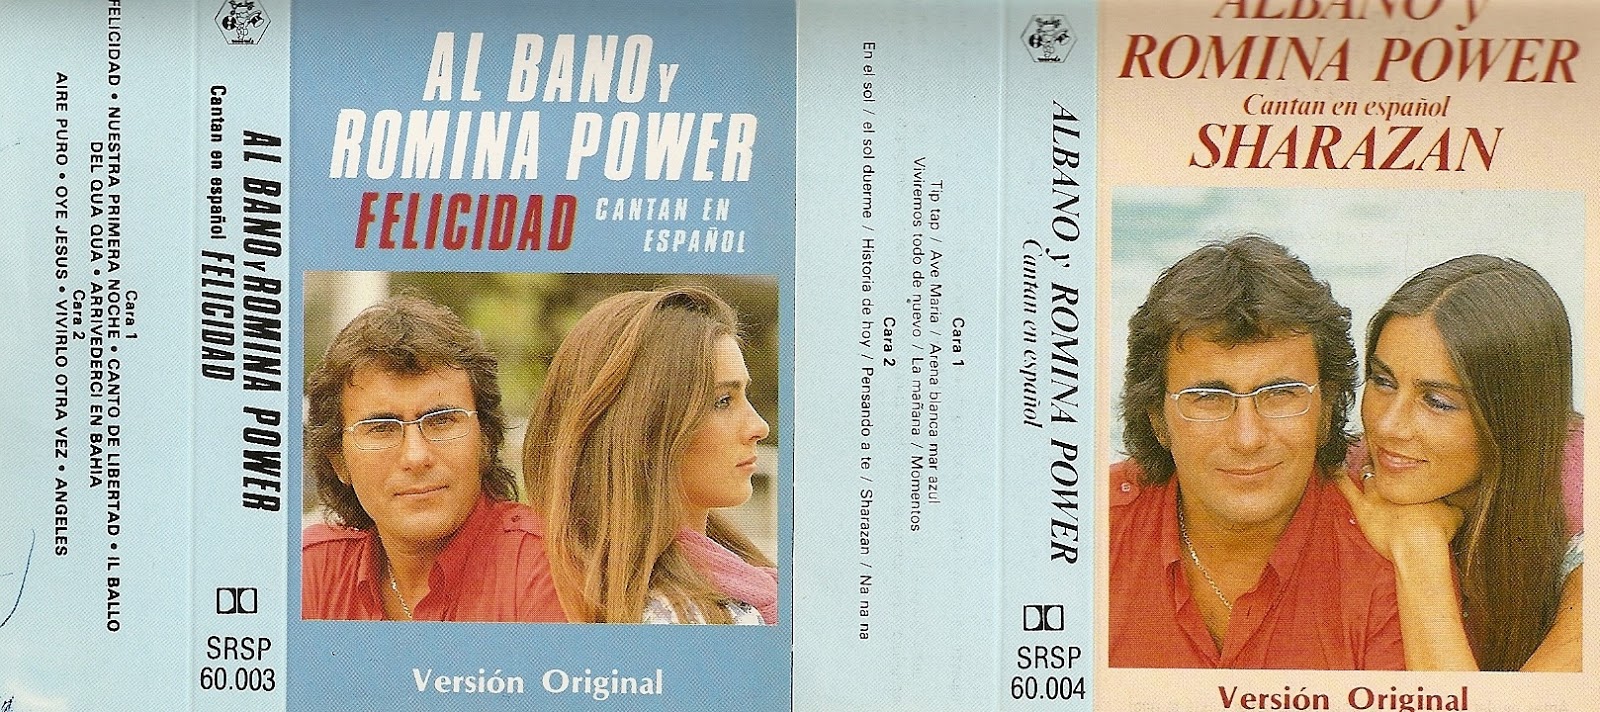 FELICIDAD • NUESTRA PRIMERA NOCHE • CANTO DE LIBERTAD • IL BALLO
DEL QUA QUA • ARRIVEDERCI EN BAHIA
Cara 1
Cara 2
AIRE PURO • OYE JESUS • VIVIRLO OTRA VEZ • ANGELES
AL BANO Y ROMINA POWER
Cantan en español FELICIDAD
SRSP
60.003
AL BANO Y
ROMINA POWER
FELICIDAD CANTAN EN
ESPAÑOL
Versión Original
Cara 1
Tip tap / Ave Maria / Arena blanca mar azul
Viviremos todo de nuevo / La mañana / Momentos
Cara 2
En el sol / el sol duerme / Historia de hoy / Pensando a te / Sharazan / Na na na
ALBANO y ROMINA POWER
Cantan en español
SRSP
60.004
ALBANO y
ROMINA POWER
Cantan en español
SHARAZAN
Versión Original